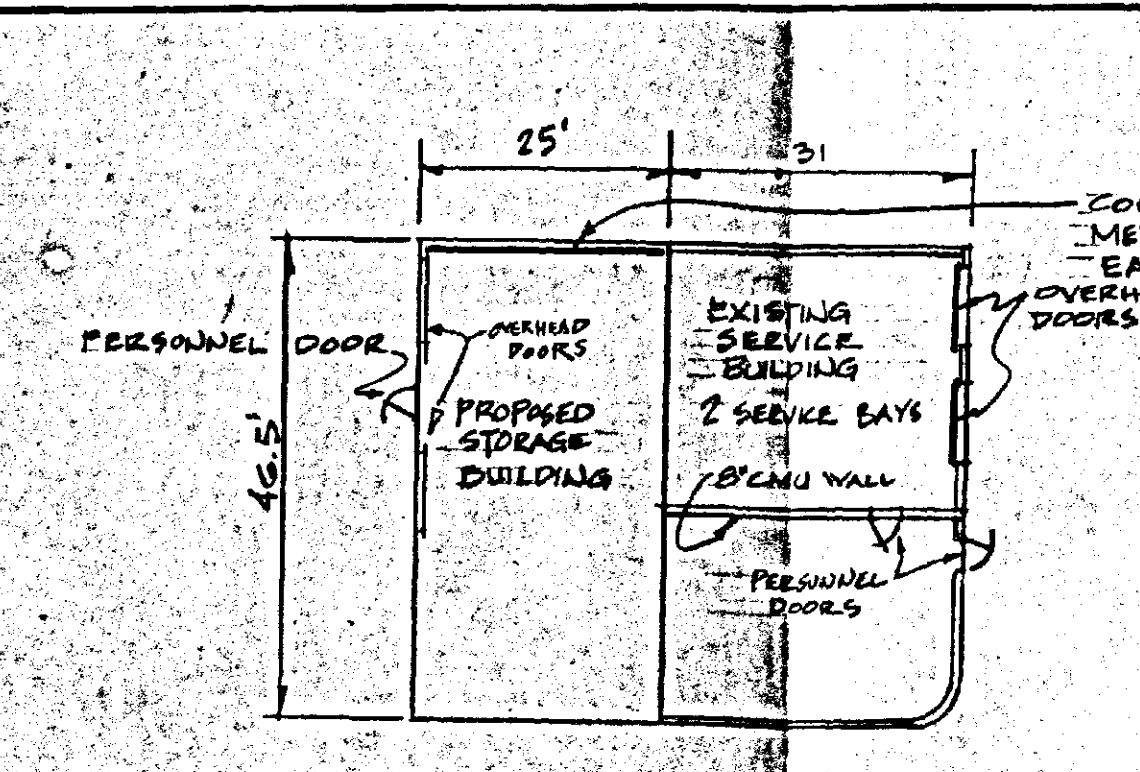 25'
31
CO
ME
EA
OVERH
DOORS
PERSONNEL DOOR
OVERHEAD
DOORS
EXISTING
SERVICE
BUILDING
2 SERVICE BAYS
PROPOSED
STORAGE
BUILDING
46.5'
8" CMU WALL
PERSONNEL
DOORS